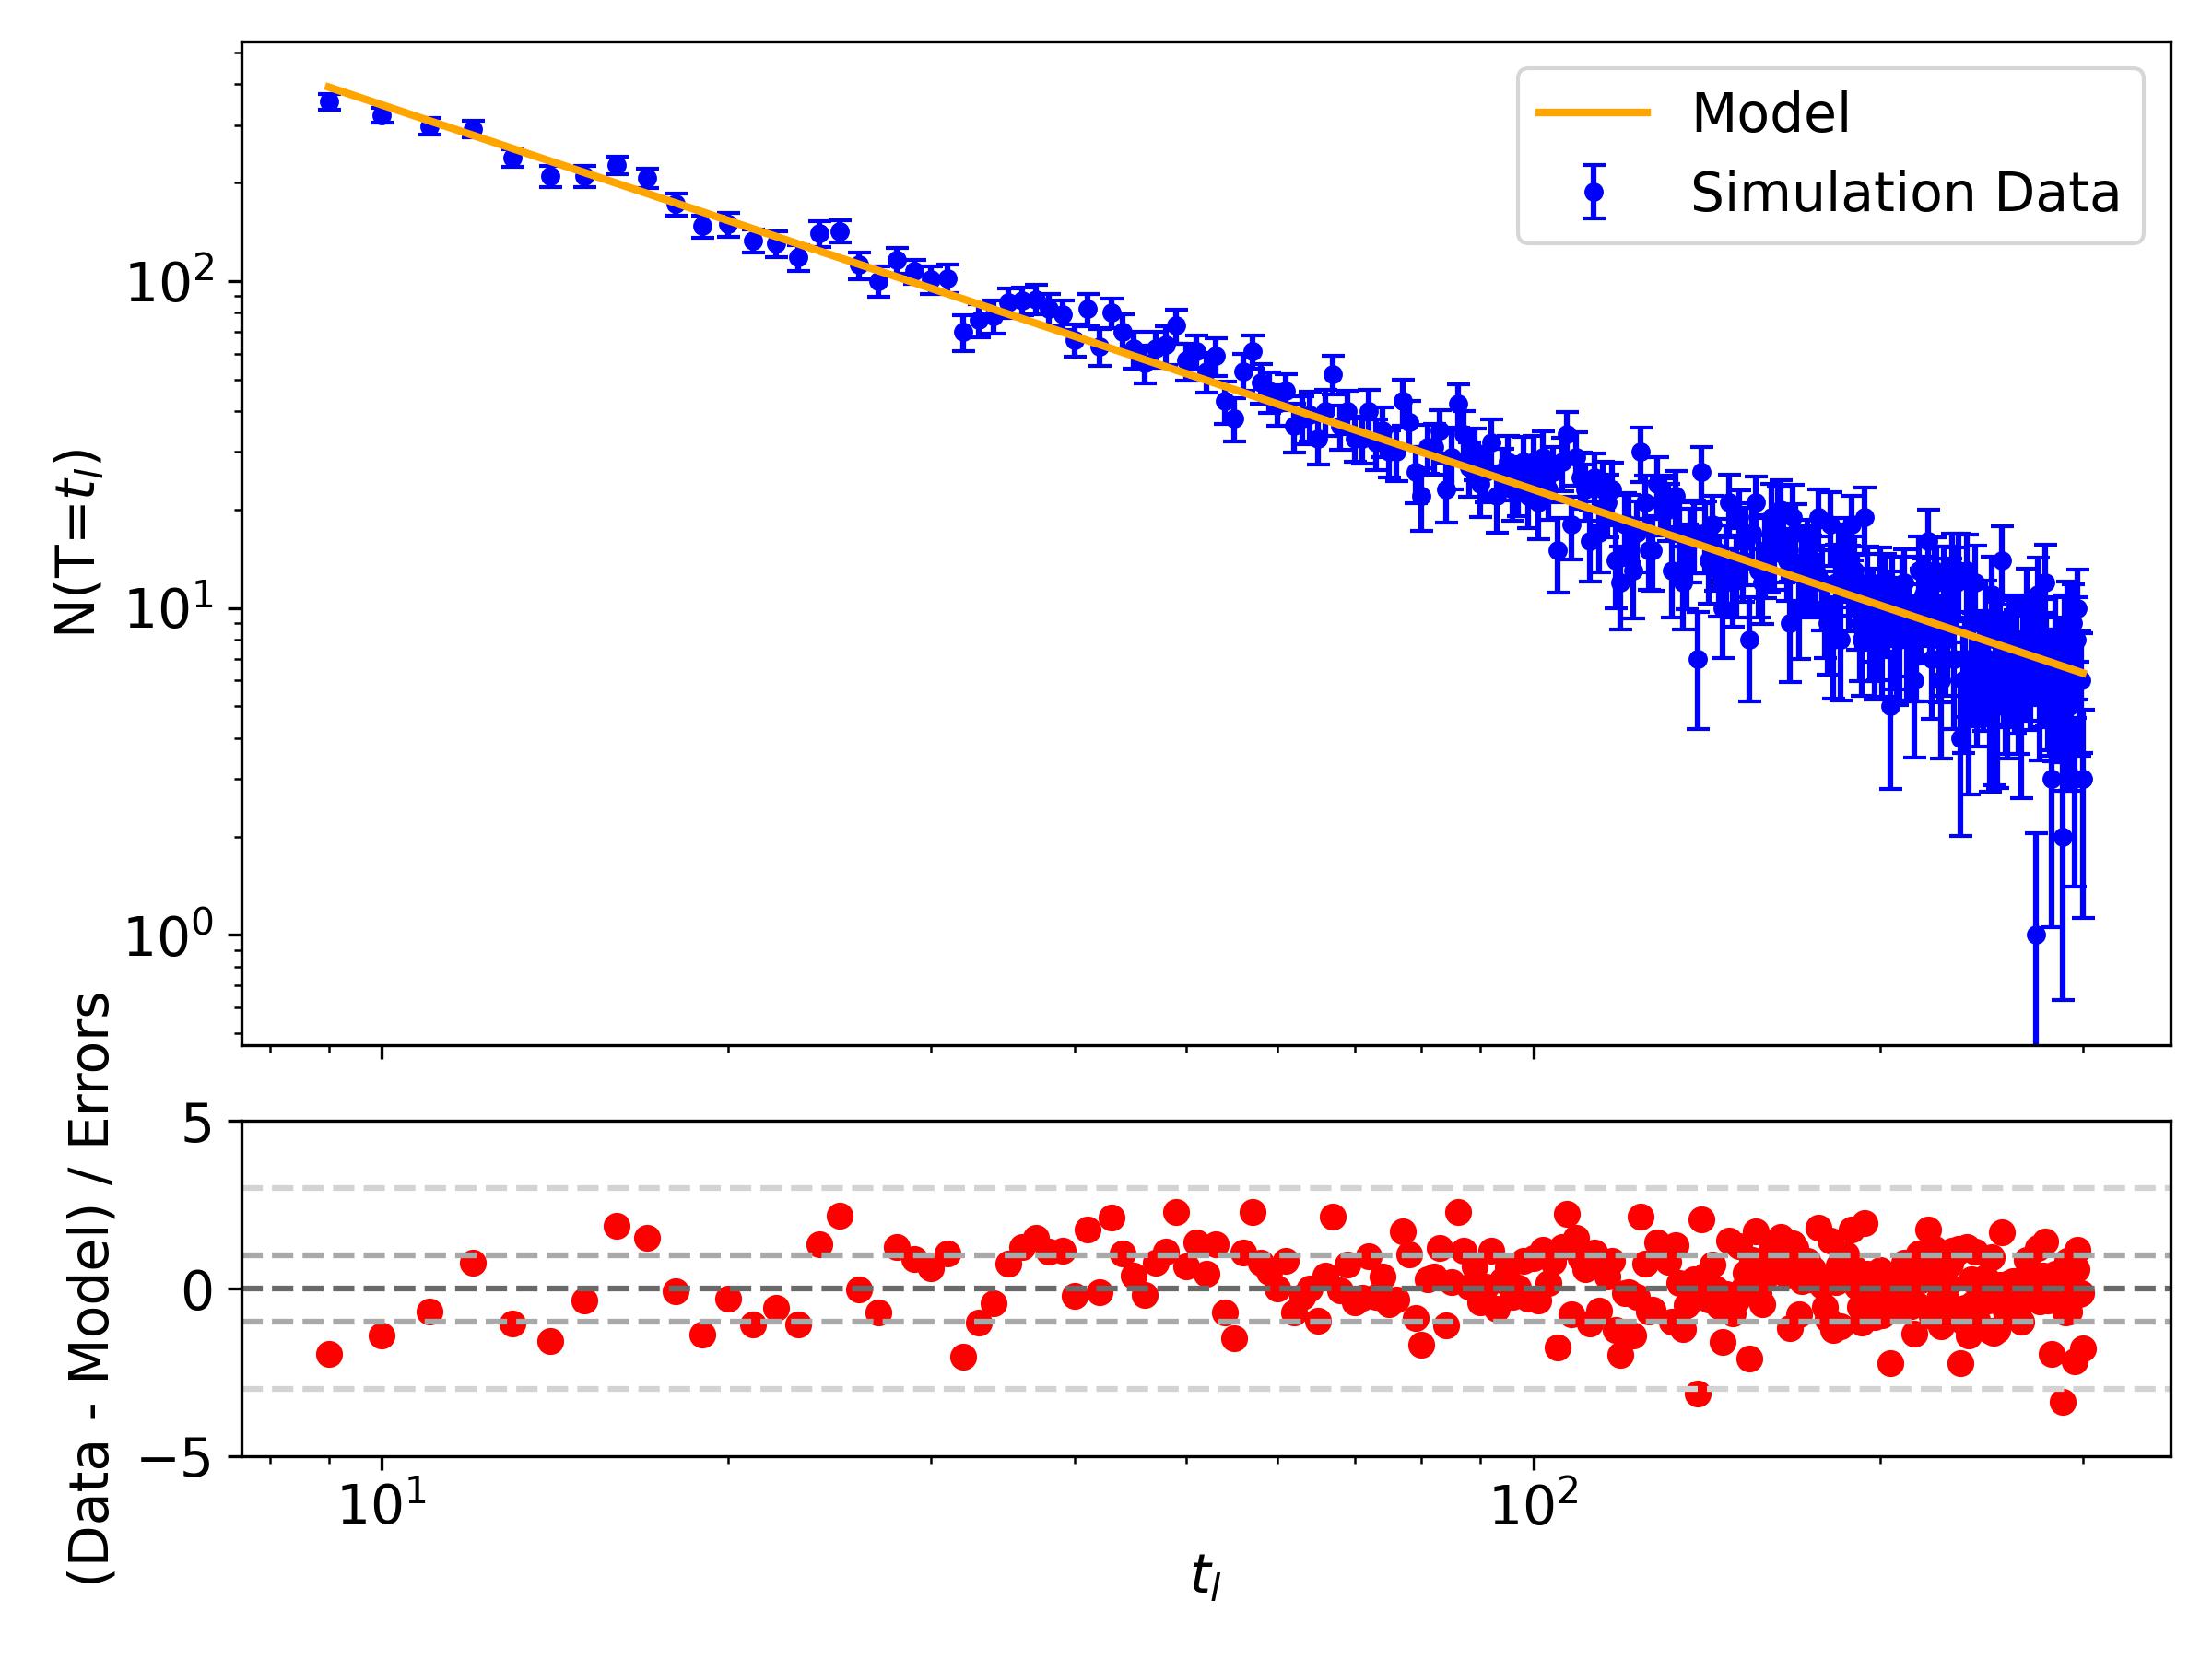 Model
Simulation Data
N(T=t_l)
10^2
10^1
10^0
(Data - Model) / Errors
5
0
−5
10^1
10^2
t_l